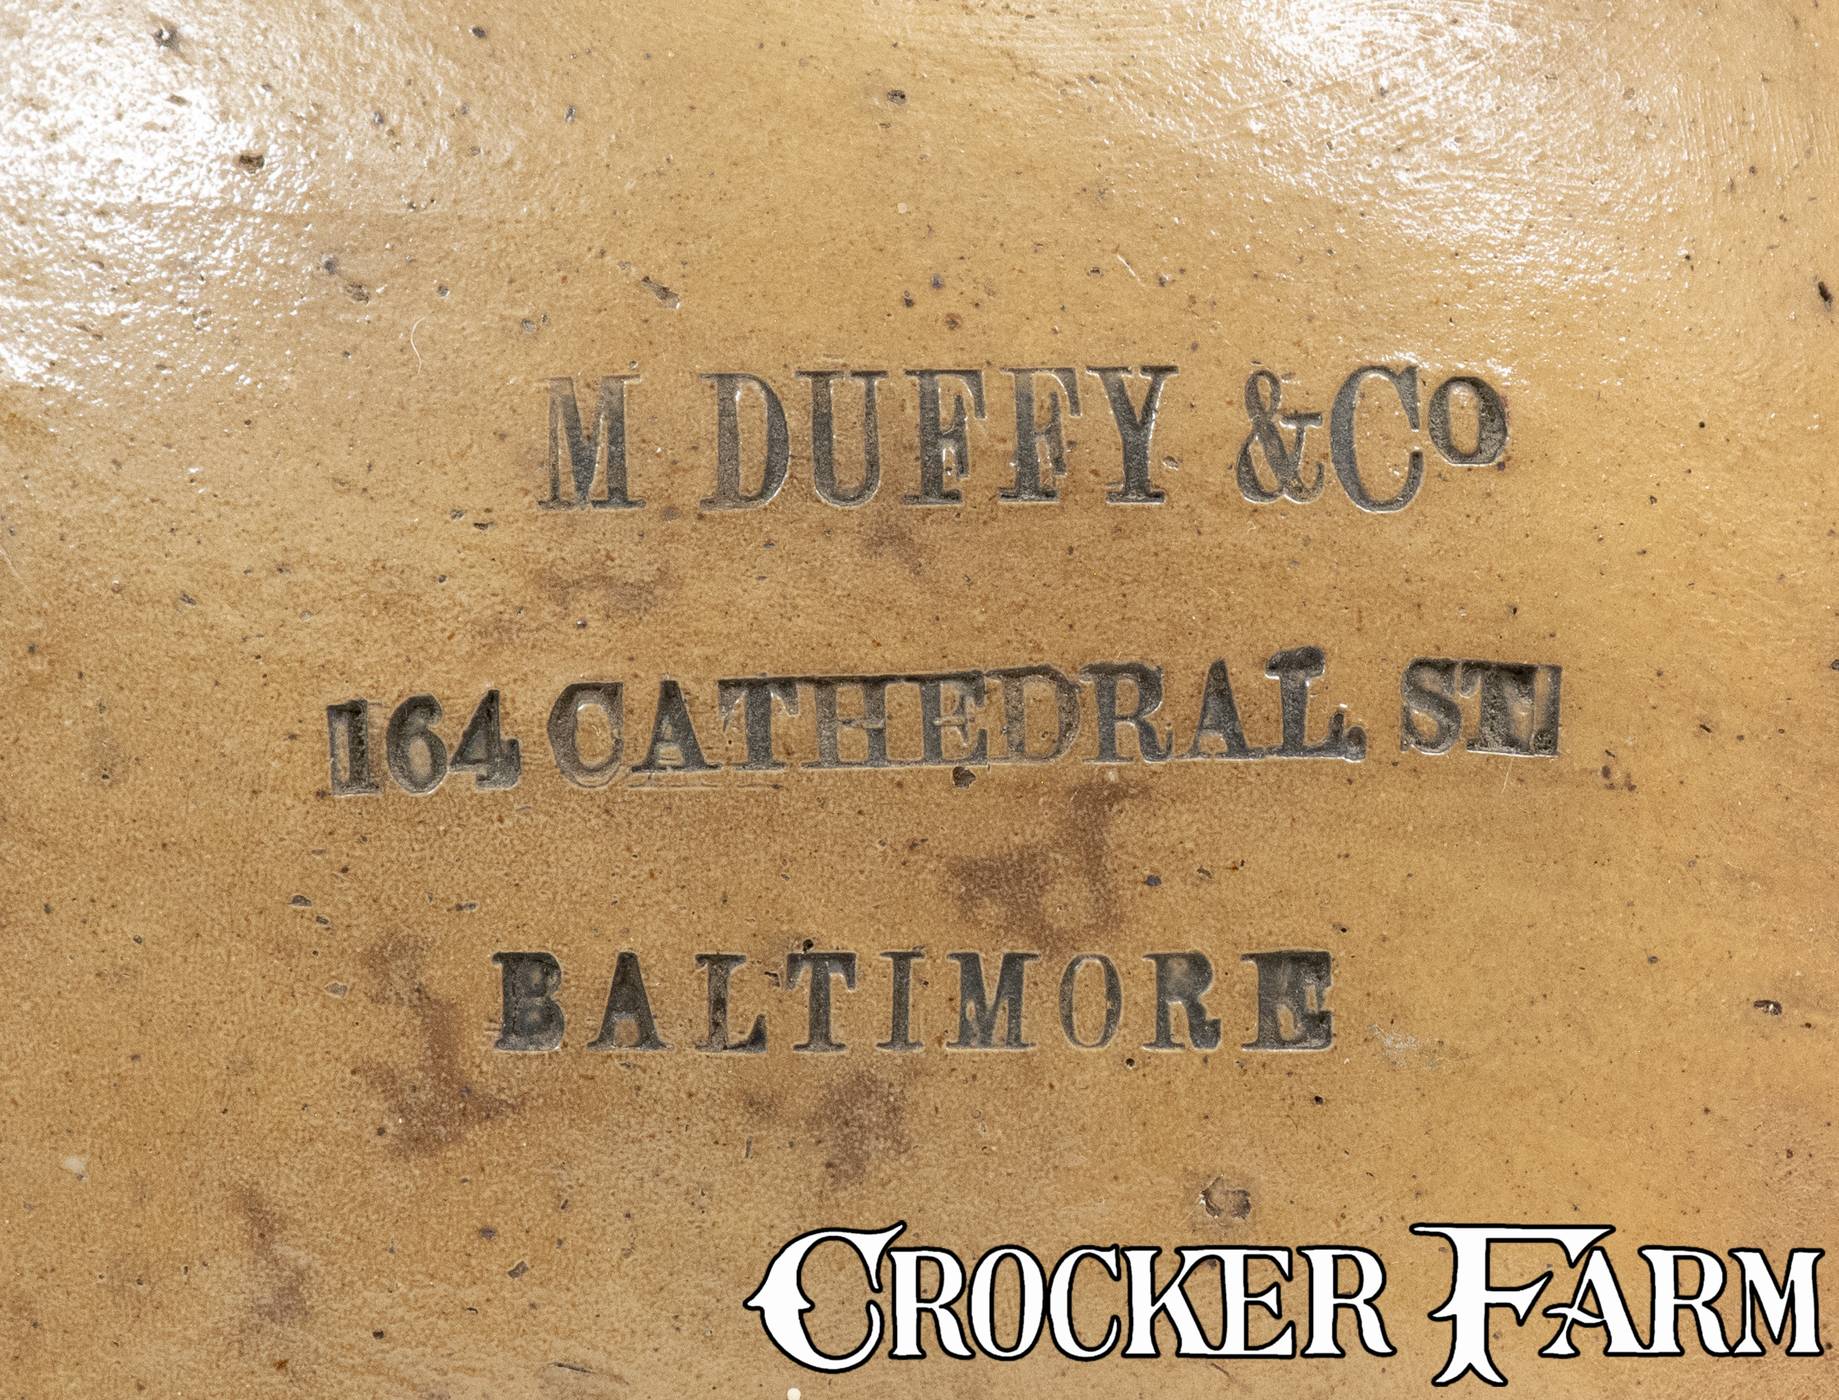 M DUFFY & Co
164 CATHEDRAL ST.
BALTIMORE
CROCKER FARM